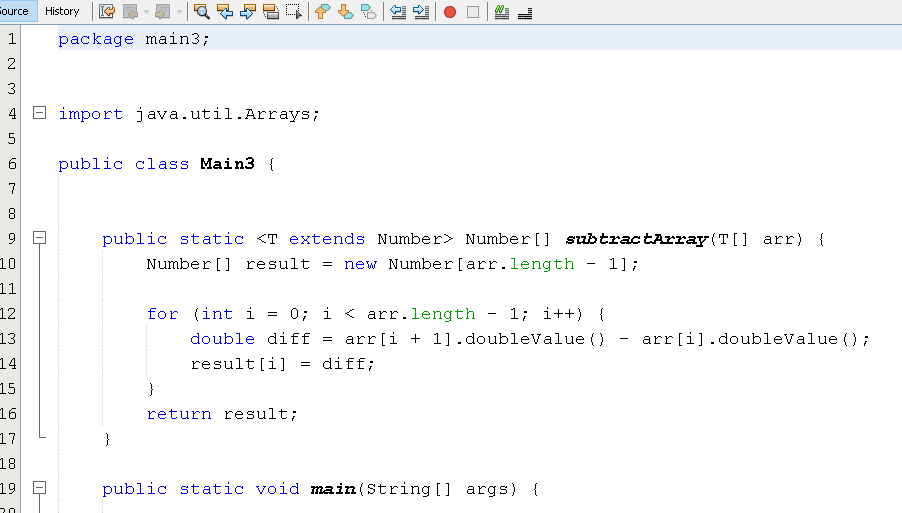 Source History
1 package main3;
2
3
4 import java.util.Arrays;
5
6 public class Main3 {
7
8
9 public static <T extends Number> Number[] subtractArray(T[] arr) {
10 Number[] result = new Number[arr.length - 1];
11
12 for (int i = 0; i < arr.length - 1; i++) {
13 double diff = arr[i + 1].doubleValue() - arr[i].doubleValue();
14 result[i] = diff;
15 }
16 return result;
17 }
18
19 public static void main(String[] args) {